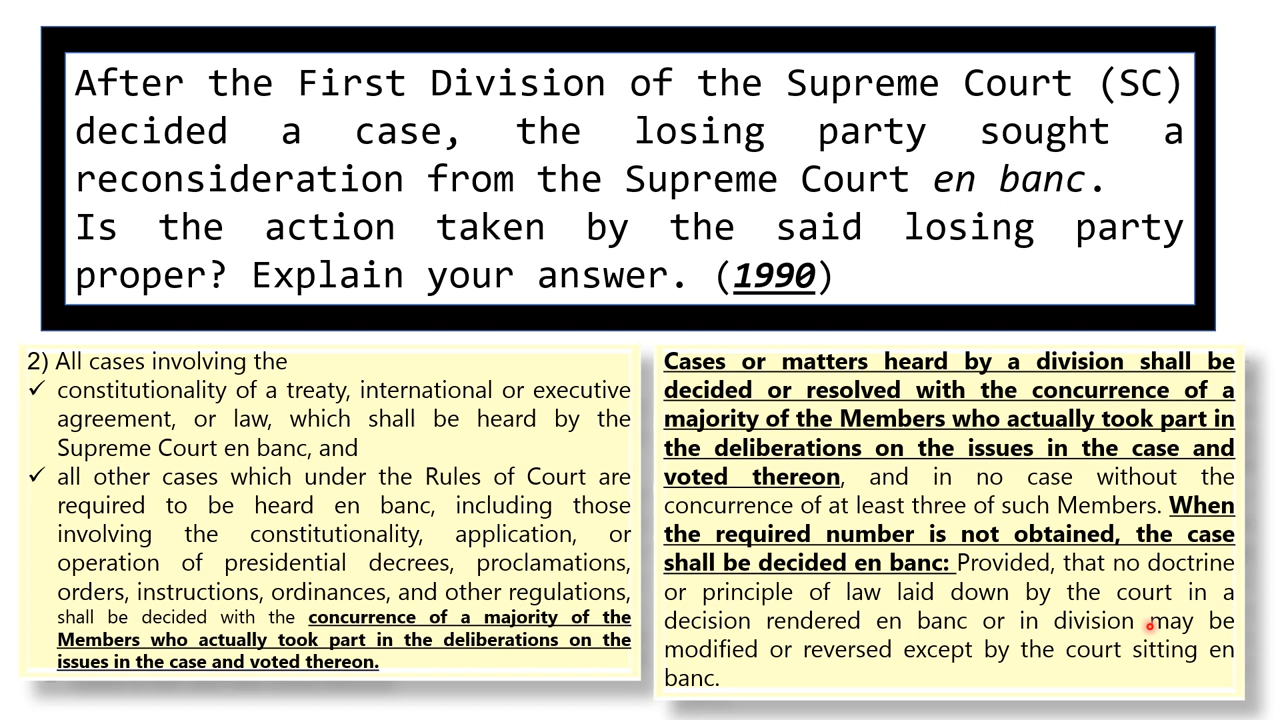 After the First Division of the Supreme Court (SC)
decided a case, the losing party sought a
reconsideration from the Supreme Court en banc.
Is the action taken by the said losing party
proper? Explain your answer. (1990)
2) All cases involving the
✓ constitutionality of a treaty, international or executive
agreement, or law, which shall be heard by the
Supreme Court en banc, and
✓ all other cases which under the Rules of Court are
required to be heard en banc, including those
involving the constitutionality, application, or
operation of presidential decrees, proclamations,
orders, instructions, ordinances, and other regulations,
shall be decided with the concurrence of a majority of the
Members who actually took part in the deliberations on the
issues in the case and voted thereon.
Cases or matters heard by a division shall be
decided or resolved with the concurrence of a
majority of the Members who actually took part in
the deliberations on the issues in the case and
voted thereon, and in no case without the
concurrence of at least three of such Members. When
the required number is not obtained, the case
shall be decided en banc: Provided, that no doctrine
or principle of law laid down by the court in a
decision rendered en banc or in division may be
modified or reversed except by the court sitting en
banc.